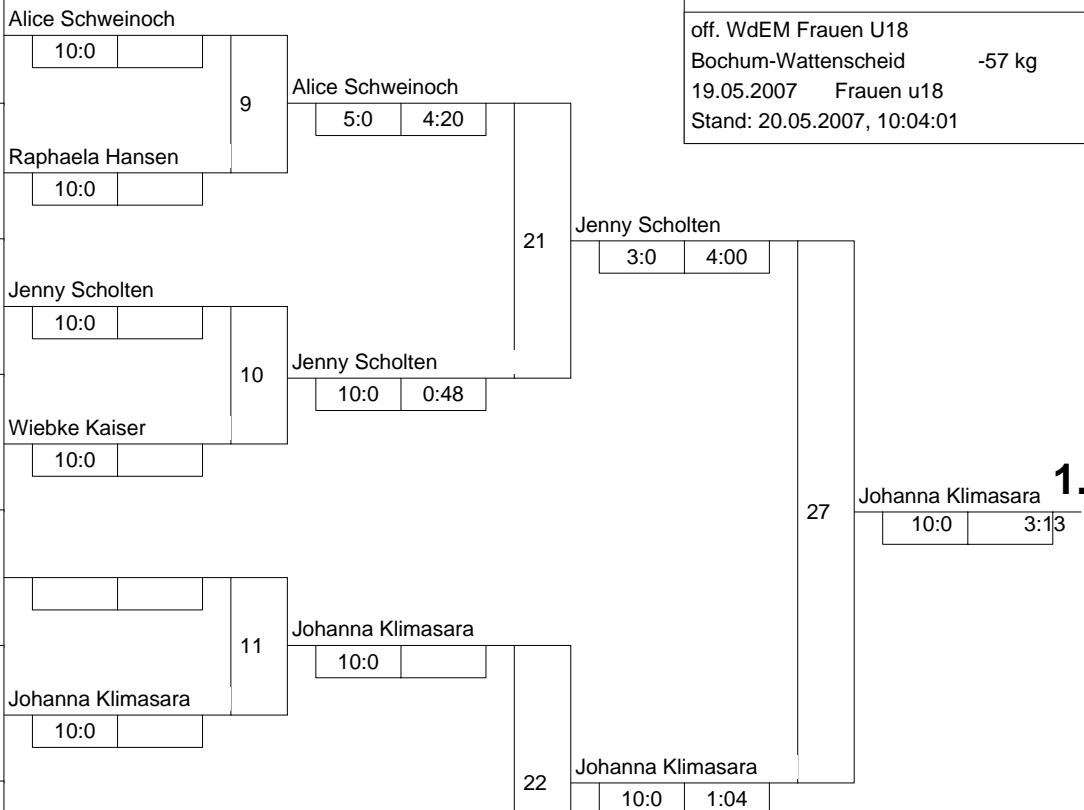 Alice Schweinoch
10:0
off. WdEM Frauen U18
Bochum-Wattenscheid -57 kg
19.05.2007 Frauen u18
Stand: 20.05.2007, 10:04:01
9
Alice Schweinoch
5:0 4:20
Raphaela Hansen
10:0
21
Jenny Scholten
3:0 4:00
Jenny Scholten
10:0
10
Jenny Scholten
10:0 0:48
Wiebke Kaiser
10:0
27
Johanna Klimasara 1.
10:0 3:13
11
Johanna Klimasara
10:0
Johanna Klimasara
10:0
22
Johanna Klimasara
10:0 1:04